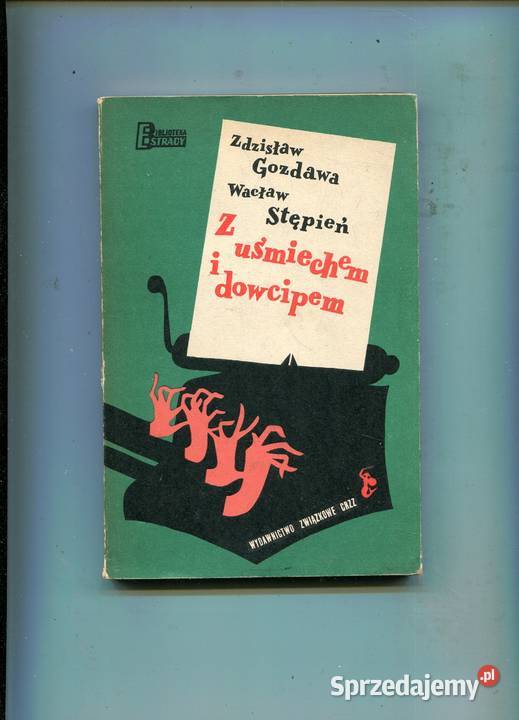 BIBLIOTEKA
ESTRADY
Zdzisław
Gozdawa
Wacław
Stępień
Z
uśmiechem
i
dowcipem
WYDAWNICTWO ZWIĄZKOWE CRZZ
Sprzedajemy.pl